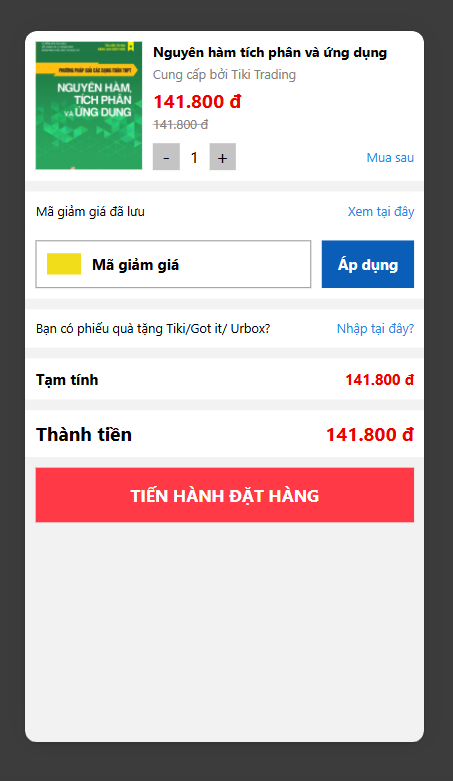 PHƯƠNG PHÁP GIẢI CÁC DẠNG TOÁN THPT
NGUYÊN HÀM,
TÍCH PHÂN
VÀ ỨNG DỤNG
Nguyên hàm tích phân và ứng dụng
Cung cấp bởi Tiki Trading
141.800 đ
141.800 đ
- 1 + Mua sau
Mã giảm giá đã lưu Xem tại đây
Mã giảm giá Áp dụng
Bạn có phiếu quà tặng Tiki/Got it/ Urbox? Nhập tại đây?
Tạm tính 141.800 đ
Thành tiền 141.800 đ
TIẾN HÀNH ĐẶT HÀNG